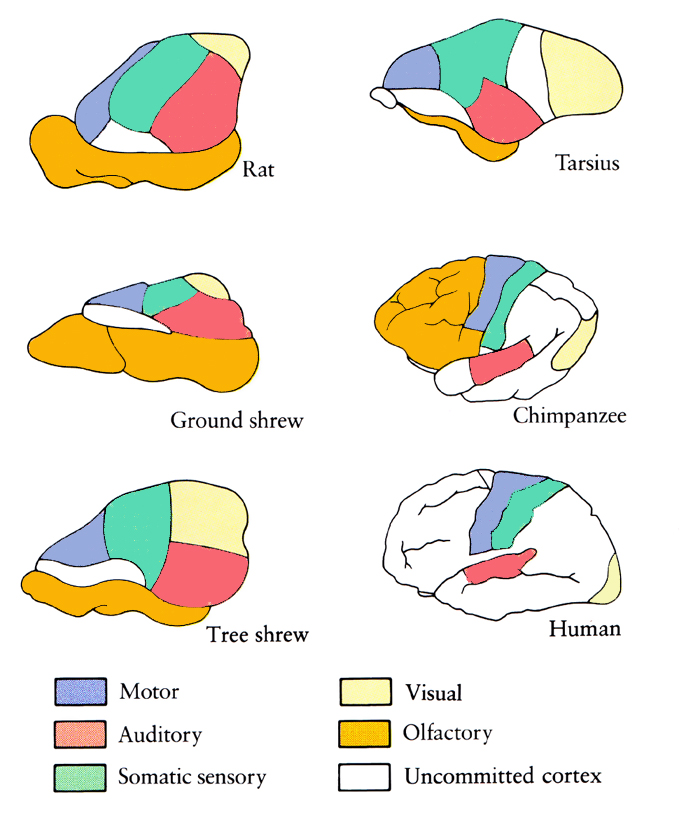 Rat
Tarsius
Ground shrew
Chimpanzee
Tree shrew
Human
Motor
Visual
Auditory
Olfactory
Somatic sensory
Uncommitted cortex